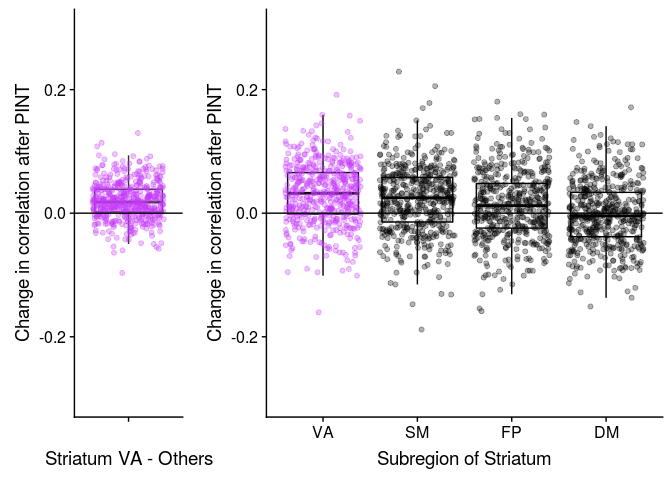 Change in correlation after PINT
0.2
0.0
-0.2
Striatum VA - Others
Change in correlation after PINT
0.2
0.0
-0.2
VA SM FP DM
Subregion of Striatum